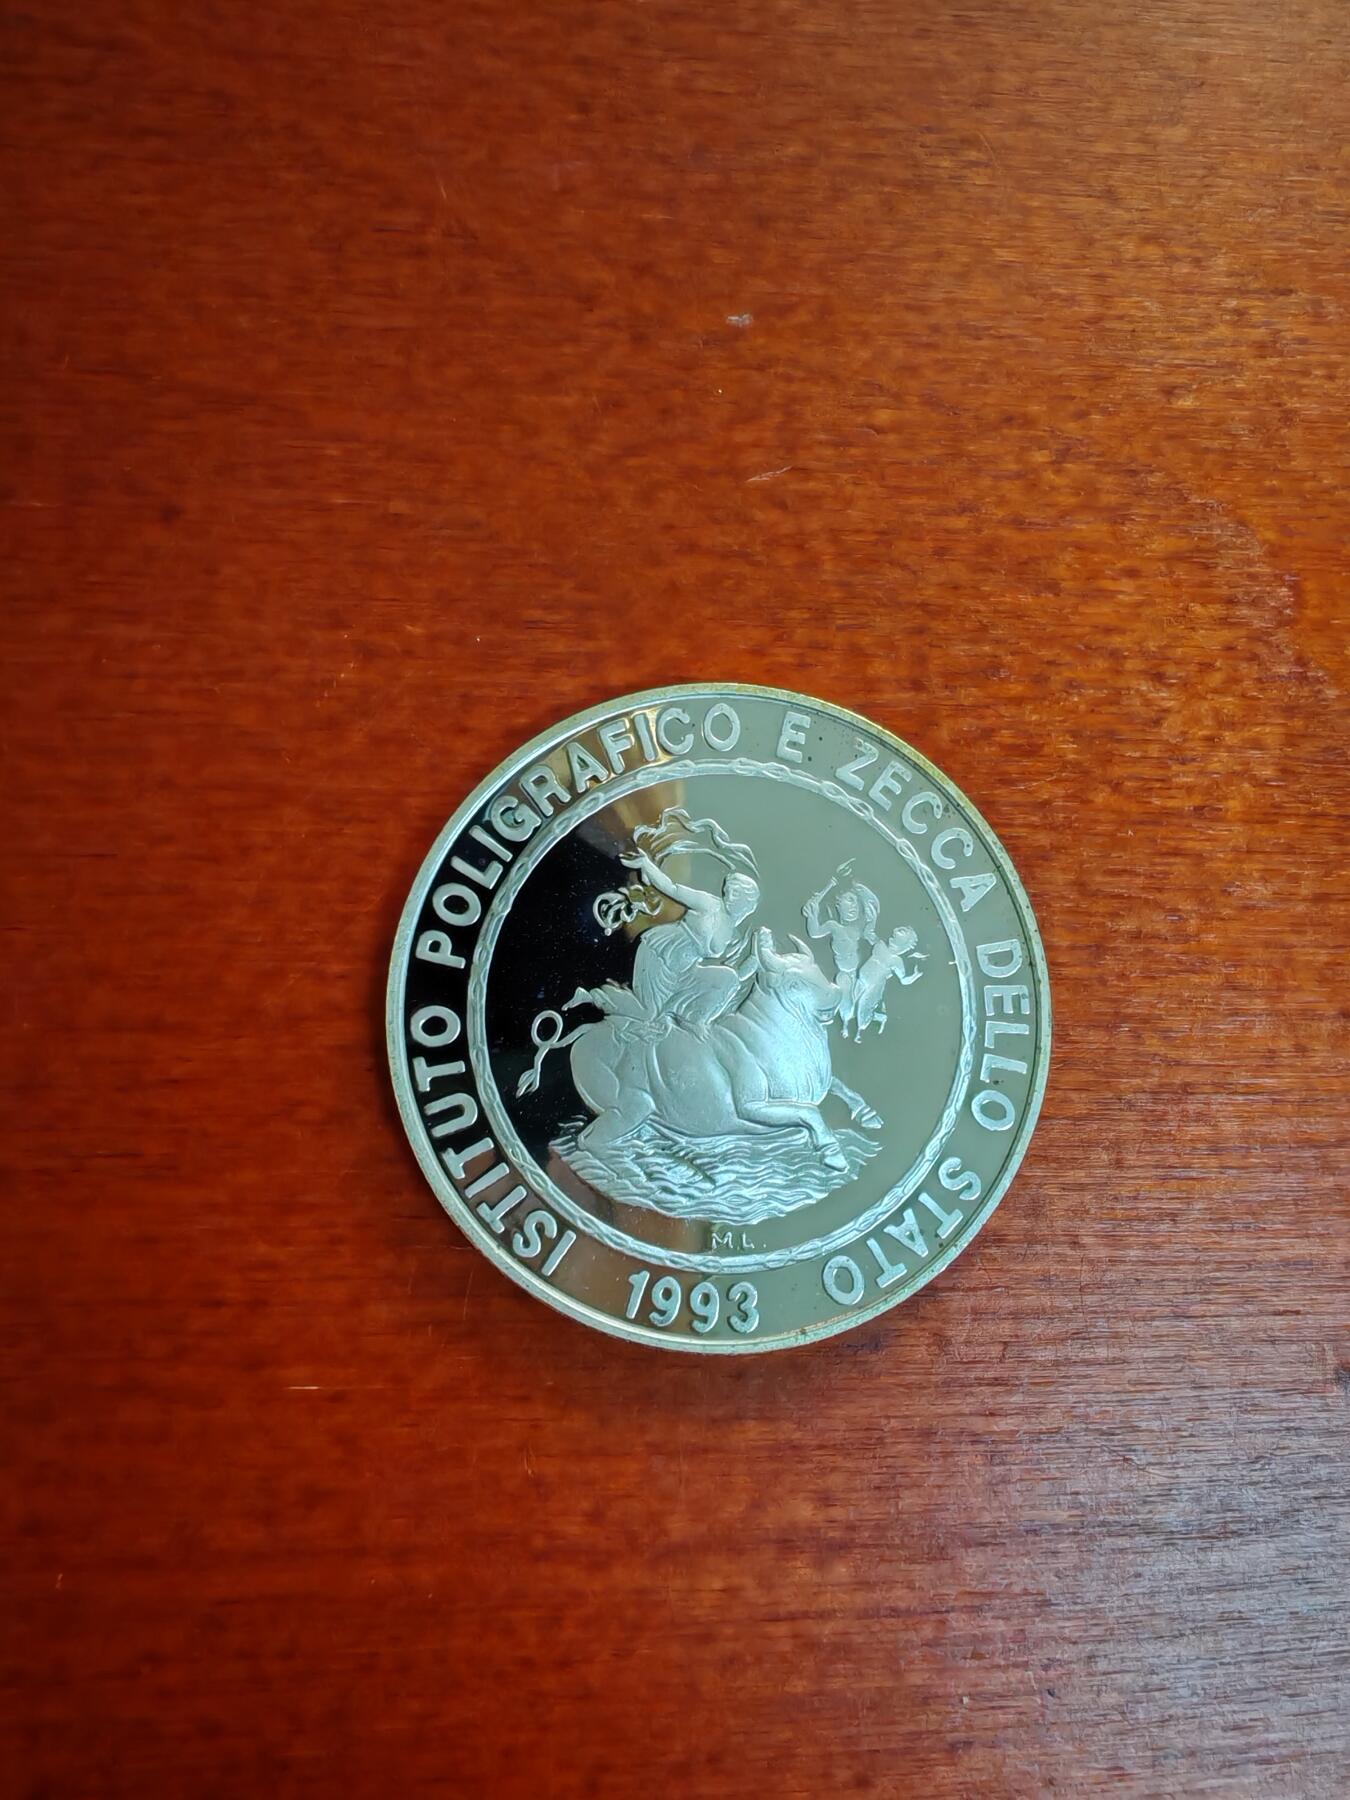 ISTITUTO POLIGRAFICO E ZECCA DELLO STATO
1993
M.L.